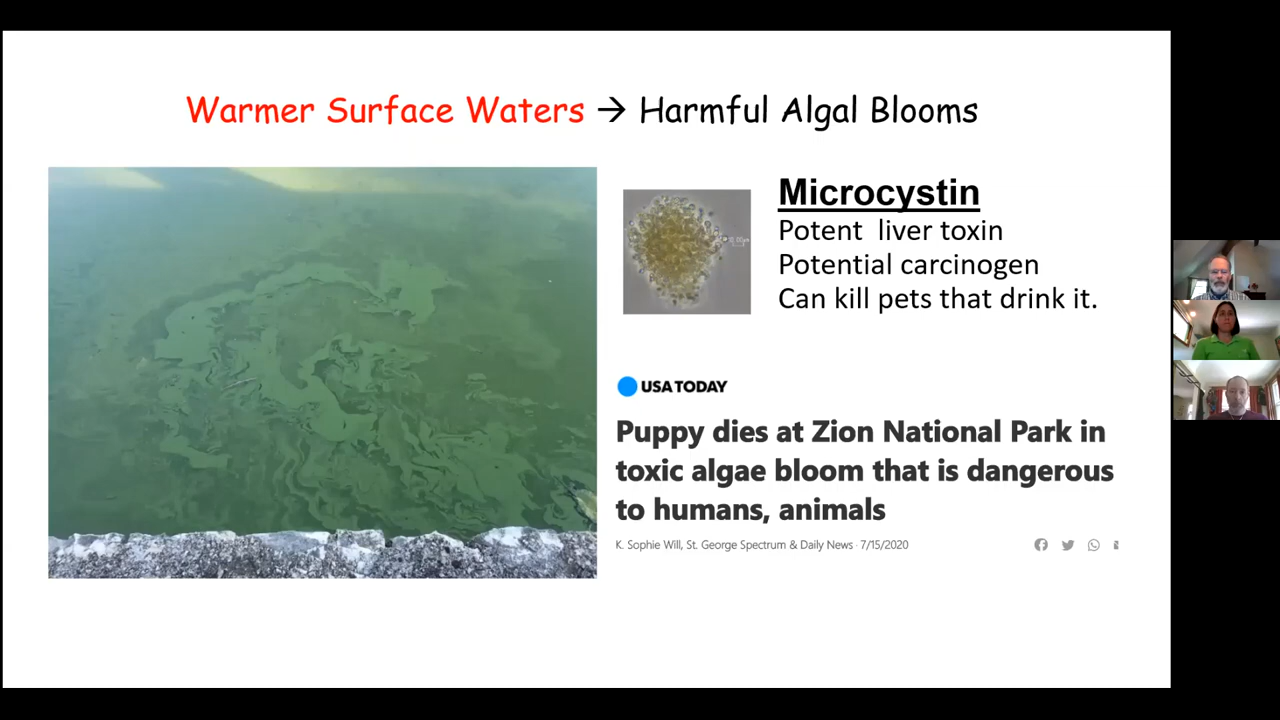 Warmer Surface Waters → Harmful Algal Blooms
Microcystin
Potent liver toxin
Potential carcinogen
Can kill pets that drink it.
USA TODAY
Puppy dies at Zion National Park in
toxic algae bloom that is dangerous
to humans, animals
K. Sophie Will, St. George Spectrum & Daily News · 7/15/2020